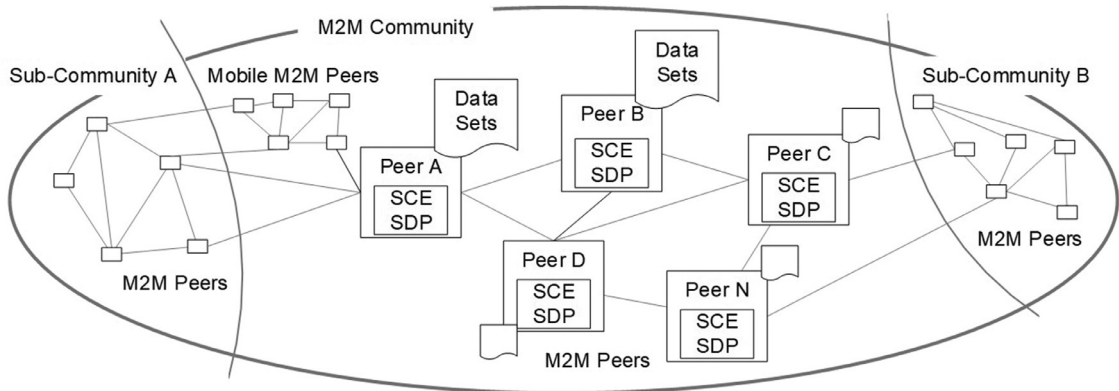 M2M Community
Sub-Community A
Mobile M2M Peers
Data
Sets
Data
Sets
Sub-Community B
Peer A
SCE
SDP
Peer B
SCE
SDP
Peer C
SCE
SDP
M2M Peers
M2M Peers
Peer D
SCE
SDP
Peer N
SCE
SDP
M2M Peers